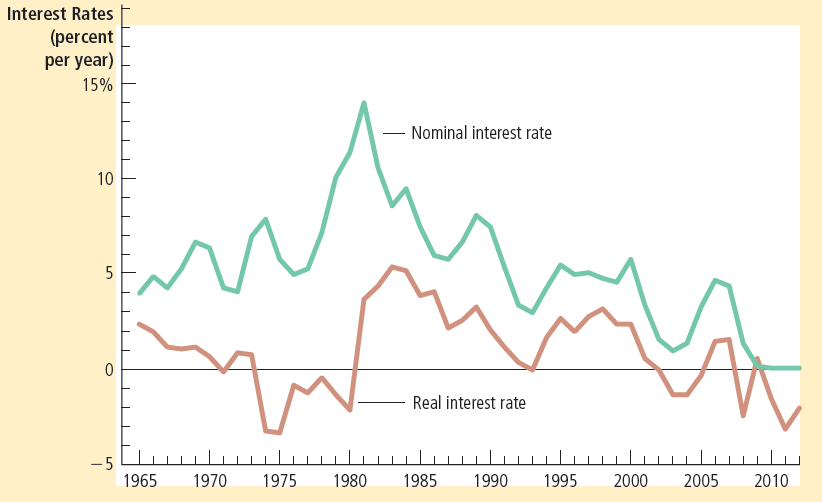 Interest Rates
(percent
per year)
15%
10
5
0
−5
Nominal interest rate
Real interest rate
1965 1970 1975 1980 1985 1990 1995 2000 2005 2010